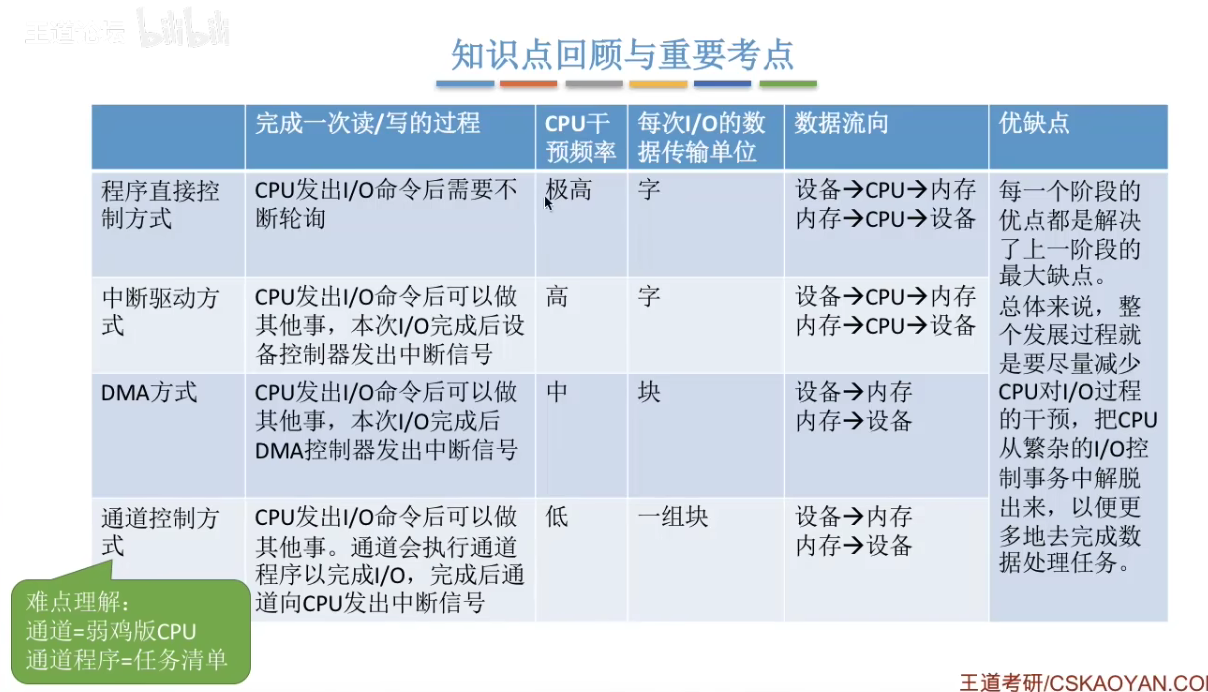 王道论坛 bilibili
知识点回顾与重要考点
完成一次读/写的过程
CPU干
预频率
每次I/O的数
据传输单位
数据流向
优缺点
程序直接控
制方式
CPU发出I/O命令后需要不
断轮询
极高
字
设备→CPU→内存
内存→CPU→设备
中断驱动方
式
CPU发出I/O命令后可以做
其他事，本次I/O完成后设
备控制器发出中断信号
高
字
设备→CPU→内存
内存→CPU→设备
DMA方式
CPU发出I/O命令后可以做
其他事，本次I/O完成后
DMA控制器发出中断信号
中
块
设备→内存
内存→设备
通道控制方
式
CPU发出I/O命令后可以做
其他事。通道会执行通道
程序以完成I/O，完成后通
道向CPU发出中断信号
低
一组块
设备→内存
内存→设备
每一个阶段的
优点都是解决
了上一阶段的
最大缺点。
总体来说，整
个发展过程就
是要尽量减少
CPU对I/O过程
的干预，把CPU
从繁杂的I/O控
制事务中解脱
出来，以便更
多地去完成数
据处理任务。
难点理解：
通道=弱鸡版CPU
通道程序=任务清单
王道考研/CSKAOYAN.CO